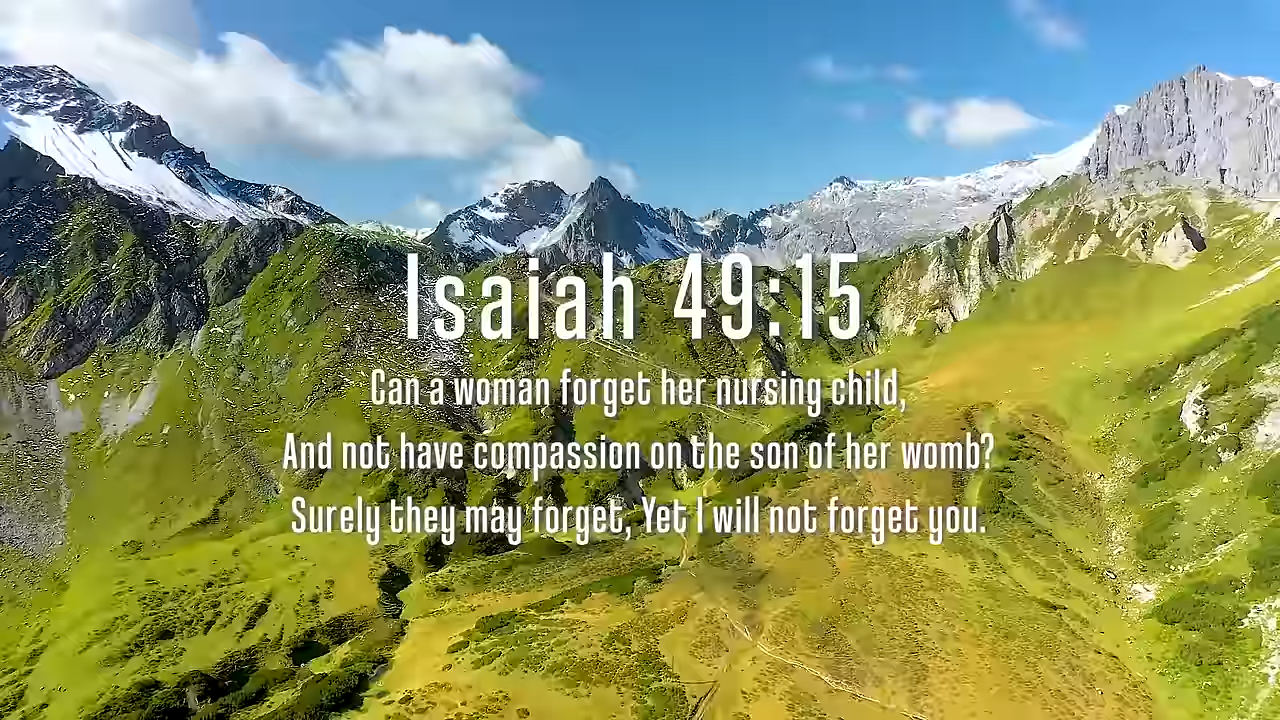 Isaiah 49:15
Can a woman forget her nursing child,
And not have compassion on the son of her womb?
Surely they may forget, Yet I will not forget you.